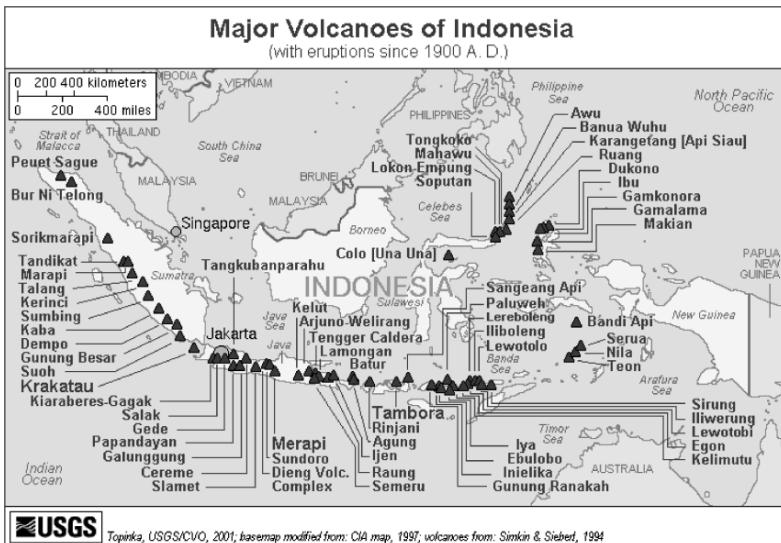 Major Volcanoes of Indonesia
(with eruptions since 1900 A. D.)
0 200 400 kilometers
0 200 400 miles
CAMBODIA
VIETNAM
THAILAND
Strait of
Malacca
South China
Sea
PHILIPPINES
Philippine
Sea
North Pacific
Ocean
MALAYSIA
BRUNEI
MALAYSIA
Singapore
Borneo
Celebes
Sea
Awu
Banua Wuhu
Karangetang [Api Siau]
Ruang
Dukono
Ibu
Gamkonora
Gamalama
Makian
Tongkoko
Mahawu
Lokon-Empung
Soputan
Peuet Sague
Bur Ni Telong
Sorikmarapi
Tandikat
Marapi
Talang
Kerinci
Sumbing
Kaba
Dempo
Gunung Besar
Suoh
Krakatau
Kiaraberes-Gagak
Salak
Gede
Papandayan
Galunggung
Cereme
Slamet
Sumatra
Tangkubanparahu
Jakarta
Java
Sea
Java
INDONESIA
Colo [Una Una]
Sulawesi
Kelut
Arjuno-Welirang
Tengger Caldera
Lamongan
Batur
Merapi
Sundoro
Dieng Volc.
Complex
Tambora
Rinjani
Agung
Ijen
Raung
Semeru
Sangeang Api
Paluweh
Lereboleng
Iliboleng
Lewotolo
Banda
Sea
Bandi Api
Serua
Nila
Teon
New Guinea
PAPUA
NEW
GUINEA
Arafura
Sea
Timor
Sea
Iya
Ebulobo
Inielika
Gunung Ranakah
Sirung
Iliwerung
Lewotobi
Egon
Kelimutu
Indian
Ocean
AUSTRALIA
USGS
Topinka, USGS/CVO, 2001; basemap modified from: CIA map, 1997; volcanoes from: Simkin & Siebert, 1994